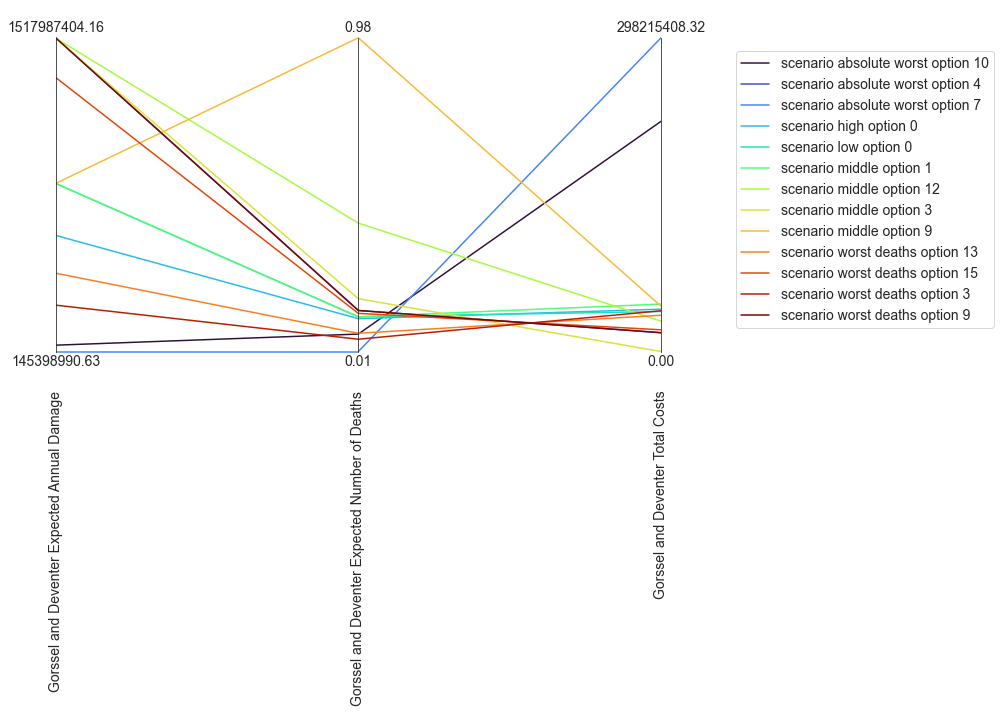 1517987404.16
0.98
298215408.32
145398990.63
0.01
0.00
Gorssel and Deventer Expected Annual Damage
Gorssel and Deventer Expected Number of Deaths
Gorssel and Deventer Total Costs
scenario absolute worst option 10
scenario absolute worst option 4
scenario absolute worst option 7
scenario high option 0
scenario low option 0
scenario middle option 1
scenario middle option 12
scenario middle option 3
scenario middle option 9
scenario worst deaths option 13
scenario worst deaths option 15
scenario worst deaths option 3
scenario worst deaths option 9